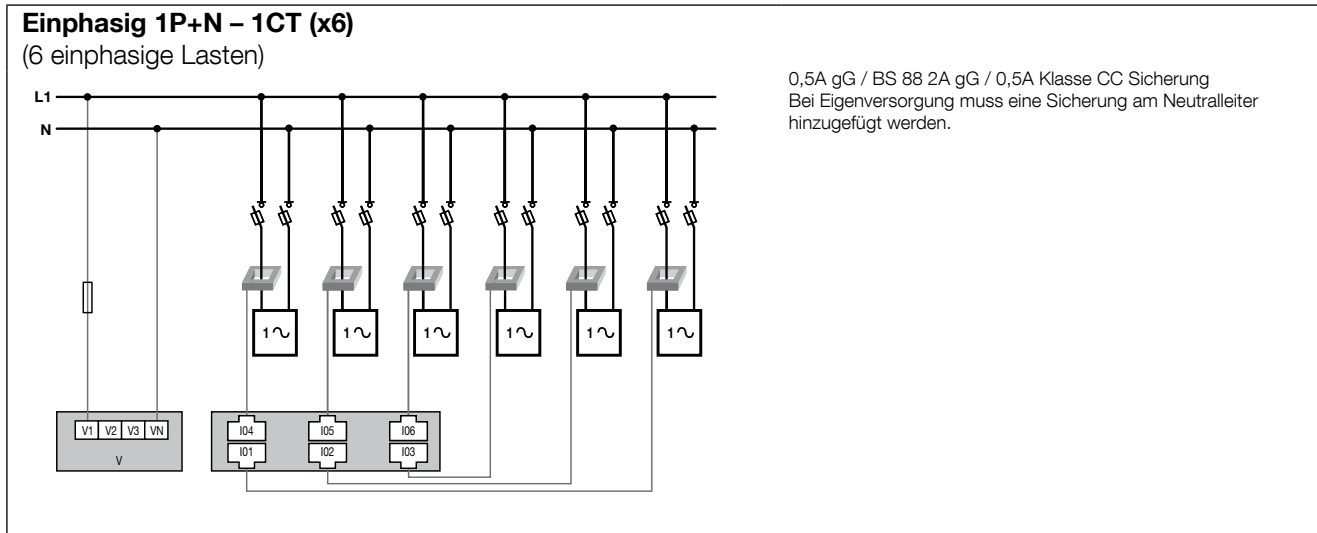 Einphasig 1P+N – 1CT (x6)
(6 einphasige Lasten)
0,5A gG / BS 88 2A gG / 0,5A Klasse CC Sicherung
Bei Eigenversorgung muss eine Sicherung am Neutralleiter
hinzugefügt werden.
L1
N
1 1 1 1 1 1
V1 V2 V3 VN
V
I04 I05 I06
I01 I02 I03